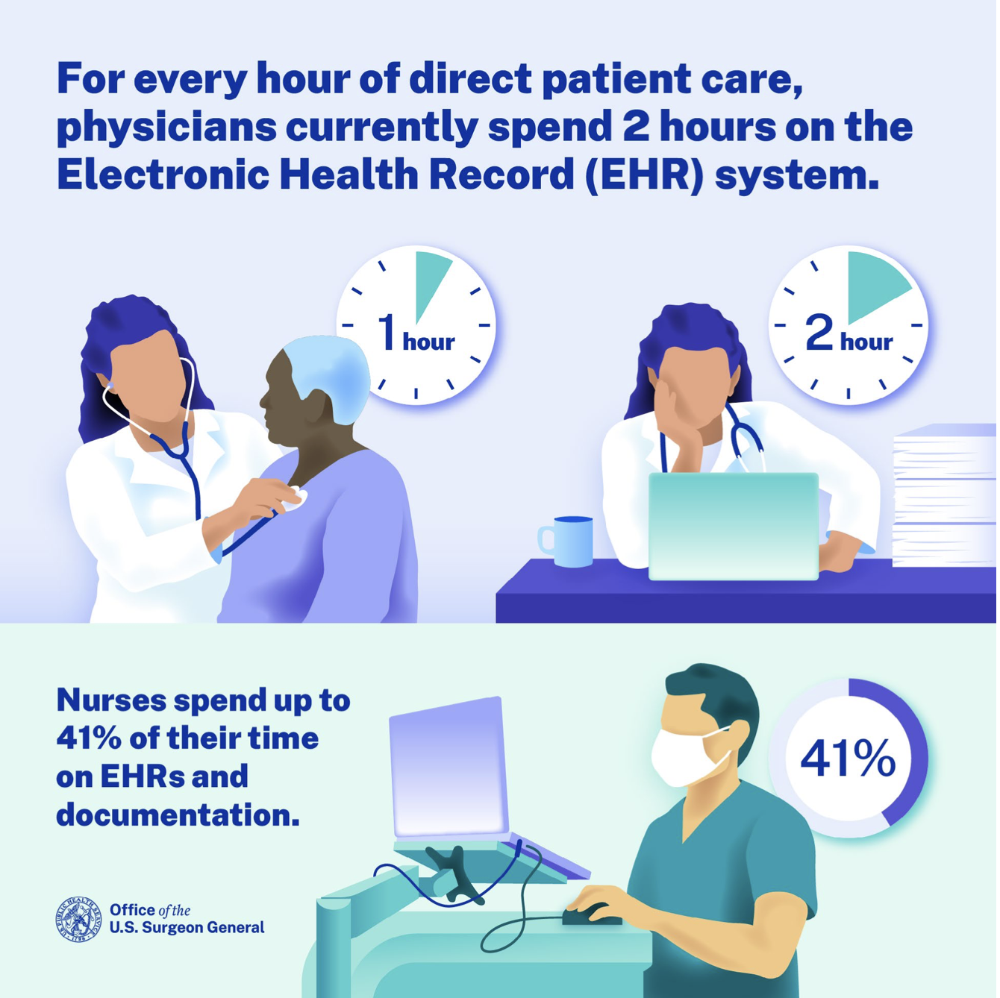 For every hour of direct patient care,
physicians currently spend 2 hours on the
Electronic Health Record (EHR) system.
1 hour
2 hour
Nurses spend up to
41% of their time
on EHRs and
documentation.
41%
Office of the
U.S. Surgeon General